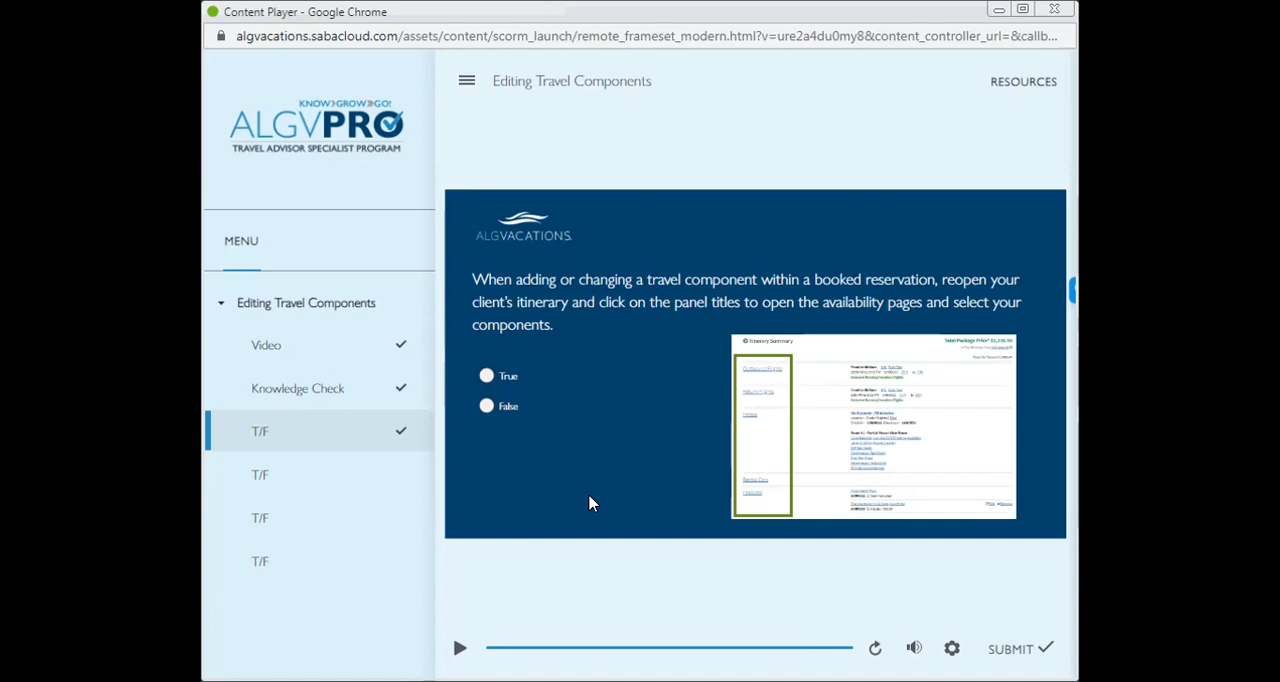 Content Player - Google Chrome
algvacations.sabacloud.com/assets/content/scorm_launch/remote_frameset_modern.html?v=ure2a4du0my8&content_controller_url=&callb...
KNOW>GROW>>GO!
ALGVPRO
TRAVEL ADVISOR SPECIALIST PROGRAM
MENU
Editing Travel Components
Video
Knowledge Check
T/F
T/F
T/F
T/F
Editing Travel Components
RESOURCES
ALGVACATIONS.
When adding or changing a travel component within a booked reservation, reopen your
client's itinerary and click on the panel titles to open the availability pages and select your
components.
True
False
Itinerary Summary
Total Package Price
SUBMIT